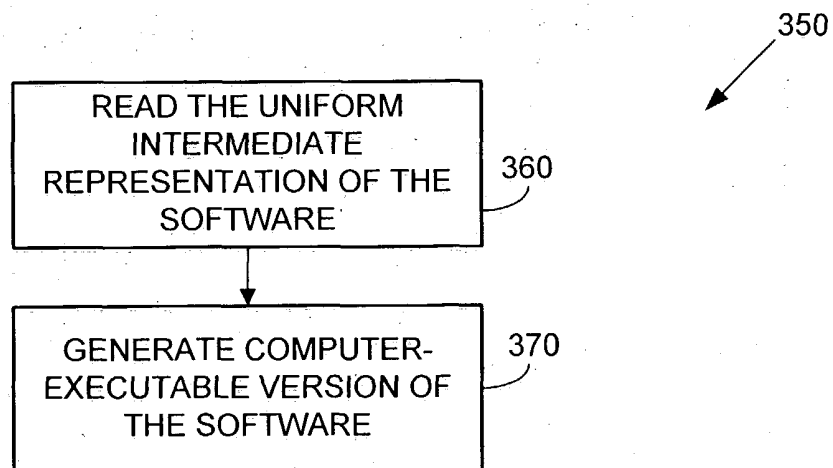 350
READ THE UNIFORM
INTERMEDIATE
REPRESENTATION OF THE
SOFTWARE
360
GENERATE COMPUTER-
EXECUTABLE VERSION OF
THE SOFTWARE
370